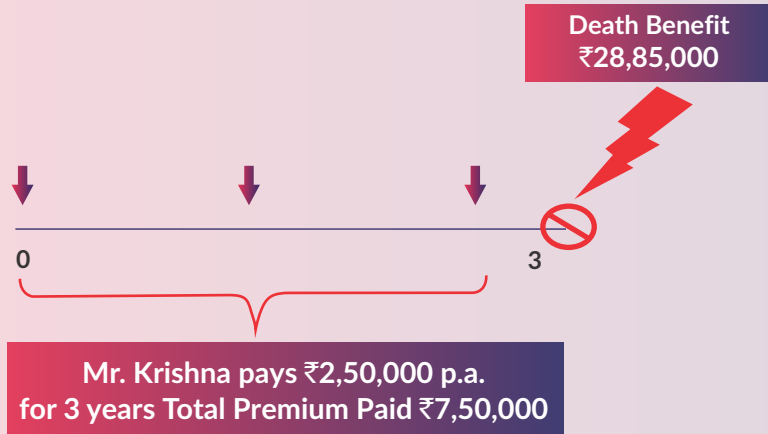 Death Benefit
₹28,85,000
0
3
Mr. Krishna pays ₹2,50,000 p.a.
for 3 years Total Premium Paid ₹7,50,000